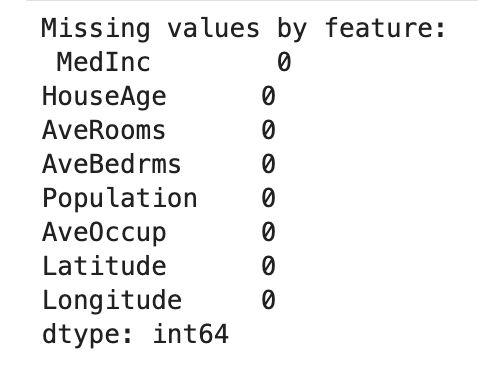 Missing values by feature:
 MedInc        0
HouseAge      0
AveRooms      0
AveBedrms     0
Population    0
AveOccup      0
Latitude      0
Longitude     0
dtype: int64